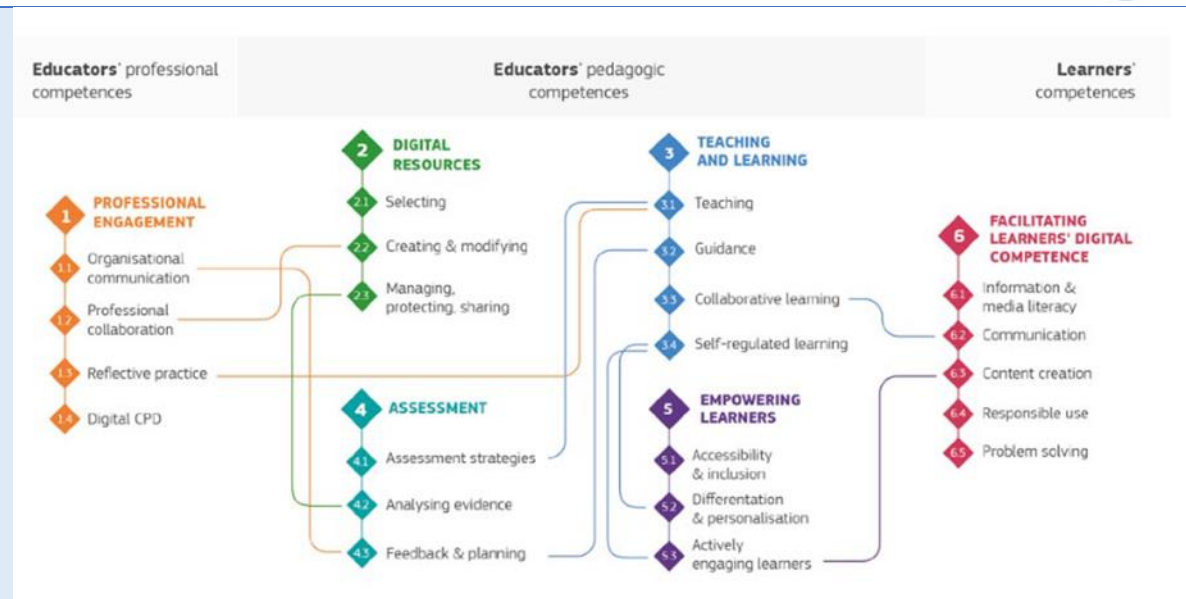 Educators' professional
competences
Educators' pedagogic
competences
Learners'
competences
1
PROFESSIONAL
ENGAGEMENT
1.1
Organisational
communication
1.2
Professional
collaboration
1.3
Reflective practice
1.4
Digital CPD
2
DIGITAL
RESOURCES
2.1
Selecting
2.2
Creating & modifying
2.3
Managing,
protecting, sharing
3
TEACHING
AND LEARNING
3.1
Teaching
3.2
Guidance
3.3
Collaborative learning
3.4
Self-regulated learning
4
ASSESSMENT
4.1
Assessment strategies
4.2
Analysing evidence
4.3
Feedback & planning
5
EMPOWERING
LEARNERS
5.1
Accessibility
& inclusion
5.2
Differentation
& personalisation
5.3
Actively
engaging learners
6
FACILITATING
LEARNERS' DIGITAL
COMPETENCE
6.1
Information &
media literacy
6.2
Communication
6.3
Content creation
6.4
Responsible use
6.5
Problem solving